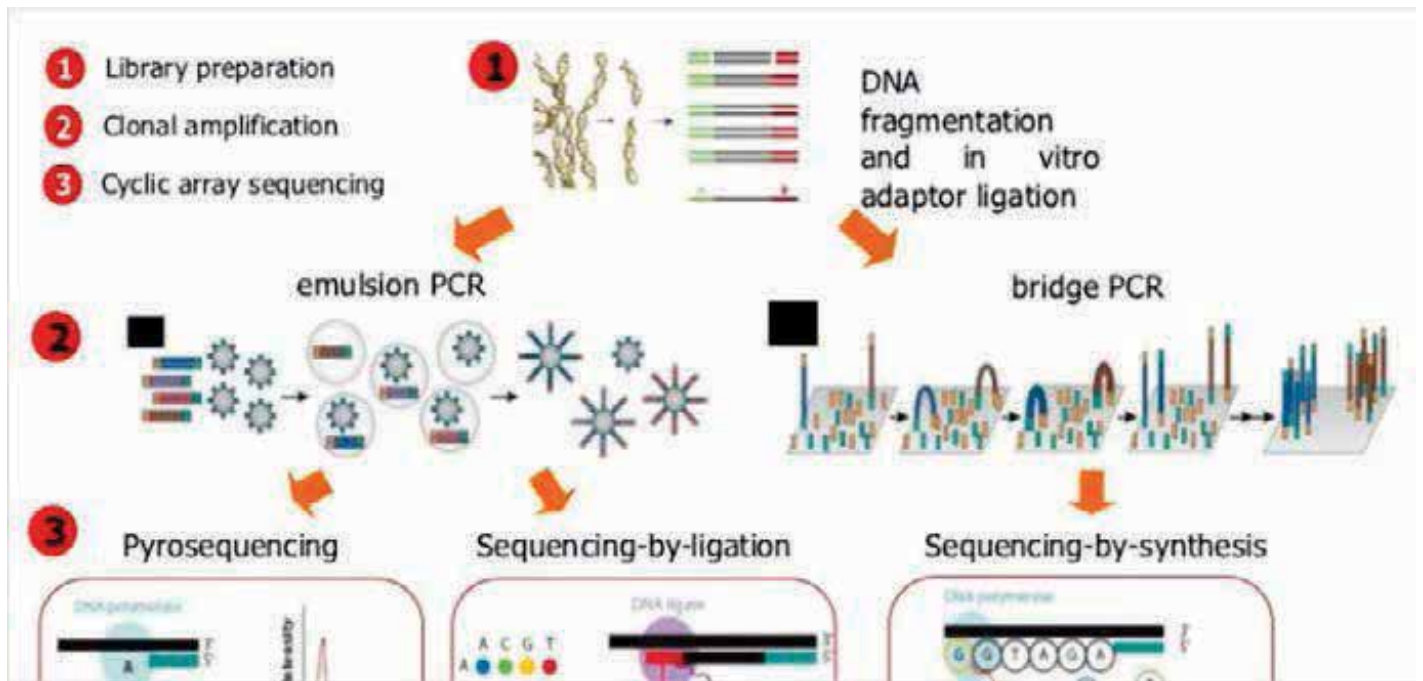 1 Library preparation
2 Clonal amplification
3 Cyclic array sequencing
1
DNA
fragmentation
and in vitro
adaptor ligation
emulsion PCR
bridge PCR
2
3
Pyrosequencing
Sequencing-by-ligation
Sequencing-by-synthesis
DNA polymerase
A
DNA ligase
A C G T
A
DNA polymerase
G G T A G A